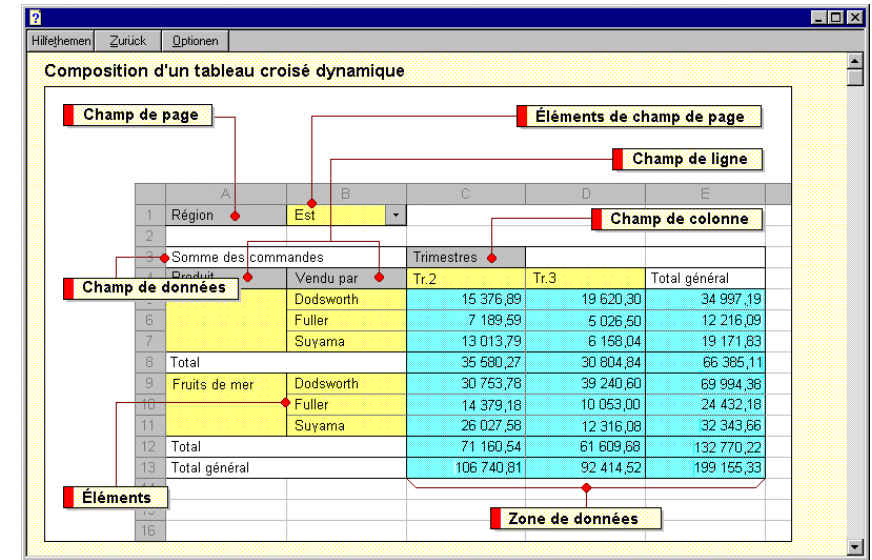 Hilfethemen Zurück Optionen
Composition d'un tableau croisé dynamique
Champ de page
Éléments de champ de page
Champ de ligne
A B C D E
1 Région Est
Champ de colonne
2
3 Somme des commandes Trimestres
4 Produit Vendu par Tr.2 Tr.3 Total général
Champ de données
Dodsworth 15 376,89 19 620,30 34 997,19
6 Fuller 7 189,59 5 026,50 12 216,09
7 Suyama 13 013,79 6 158,04 19 171,83
8 Total 35 580,27 30 804,84 66 385,11
9 Fruits de mer Dodsworth 30 753,78 39 240,60 69 994,38
10 Fuller 14 379,18 10 053,00 24 432,18
11 Suyama 26 027,58 12 316,08 32 343,66
12 Total 71 160,54 61 609,68 132 770,22
13 Total général 106 740,81 92 414,52 199 155,33
Éléments
Zone de données
16